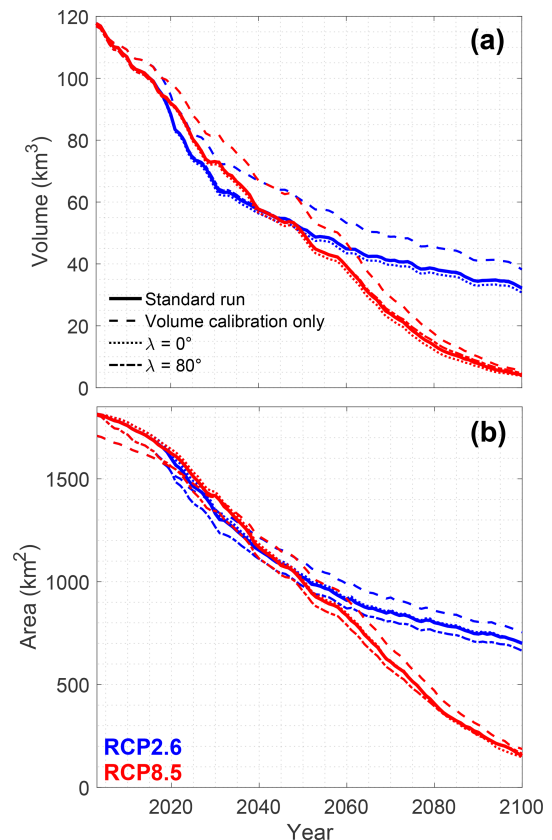 120
(a)
100
80
60
40
20
0
Volume (km³)
Standard run
Volume calibration only
λ = 0°
λ = 80°
(b)
1500
1000
500
0
Area (km²)
RCP2.6
RCP8.5
2020 2040 2060 2080 2100
Year